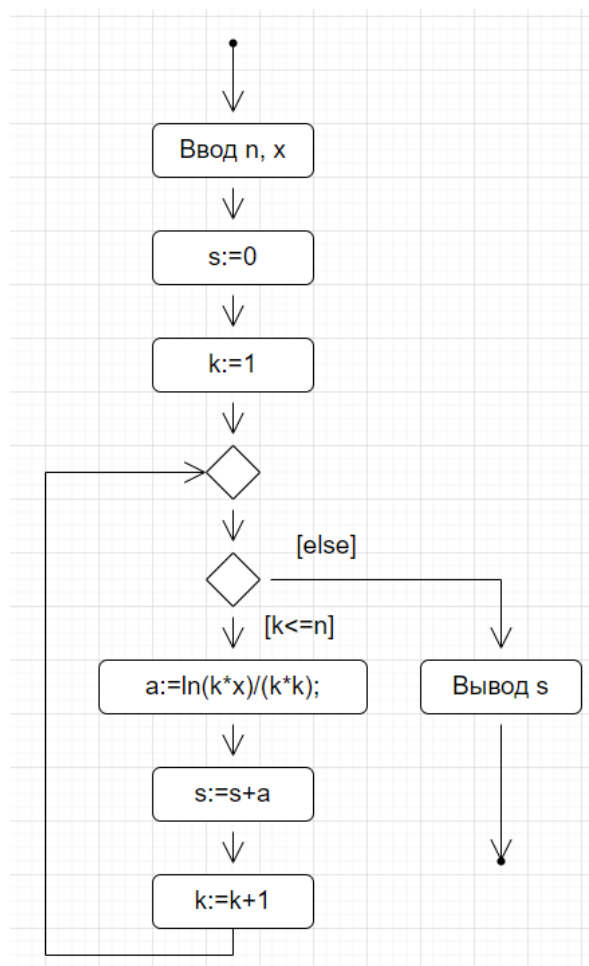 Ввод n, x
s:=0
k:=1
[else]
[k<=n]
a:=ln(k*x)/(k*k);
Вывод s
s:=s+a
k:=k+1